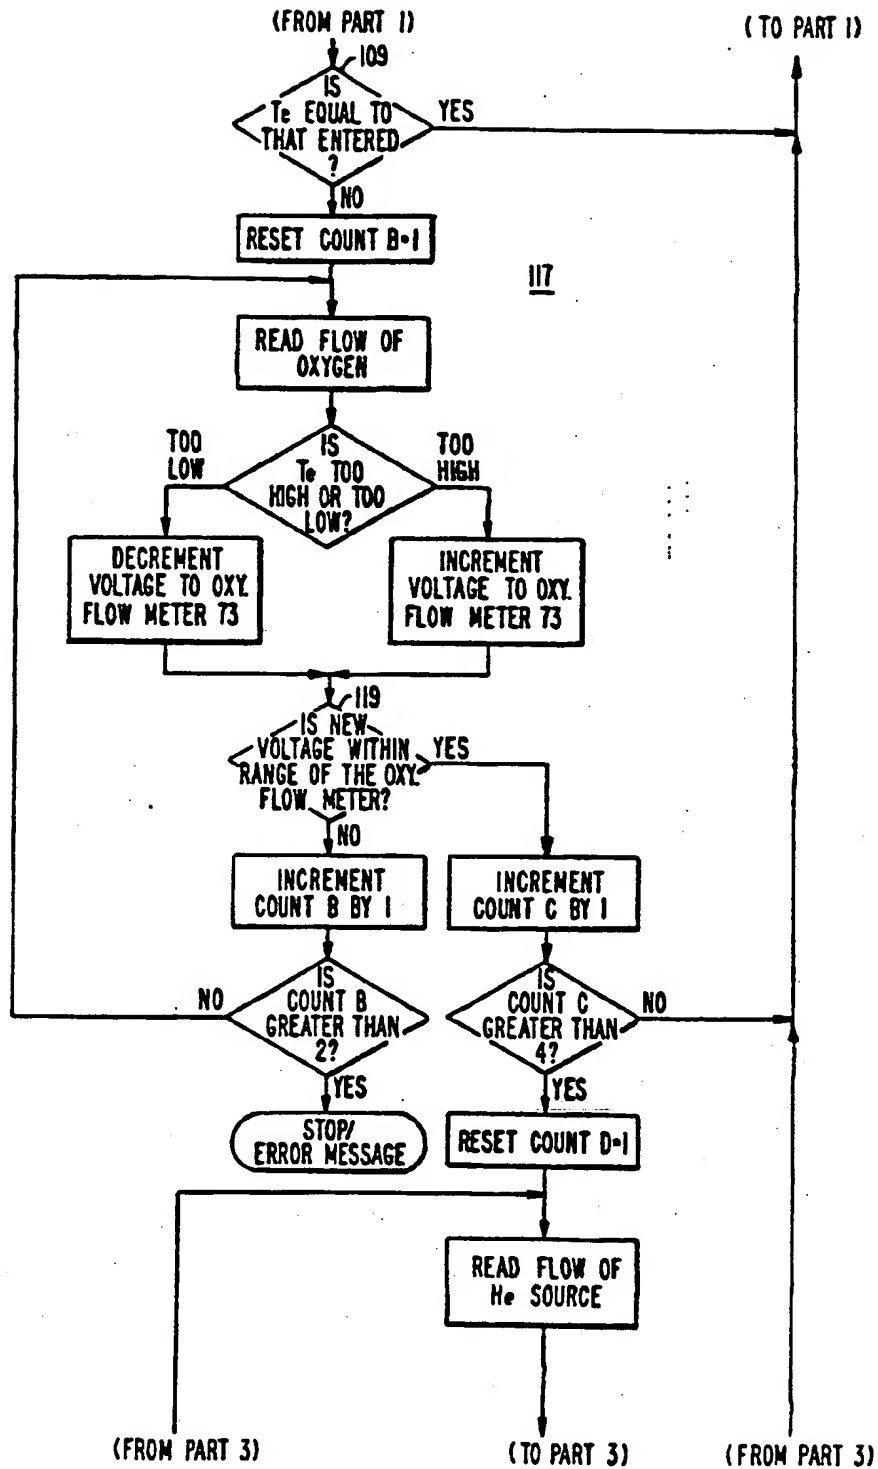 (FROM PART 1)
(TO PART 1)
109
IS
Te EQUAL TO
THAT ENTERED
?
YES
NO
RESET COUNT B=1
117
READ FLOW OF
OXYGEN
TOO
LOW
IS
Te TOO
HIGH OR TOO
LOW?
TOO
HIGH
DECREMENT
VOLTAGE TO OXY.
FLOW METER 73
INCREMENT
VOLTAGE TO OXY.
FLOW METER 73
119
IS NEW
VOLTAGE WITHIN
RANGE OF THE OXY.
FLOW METER?
YES
NO
INCREMENT
COUNT B BY 1
INCREMENT
COUNT C BY 1
NO
IS
COUNT B
GREATER THAN
2?
IS
COUNT C
GREATER THAN
4?
NO
YES
YES
STOP/
ERROR MESSAGE
RESET COUNT D=1
READ FLOW OF
He SOURCE
(FROM PART 3)
(TO PART 3)
(FROM PART 3)